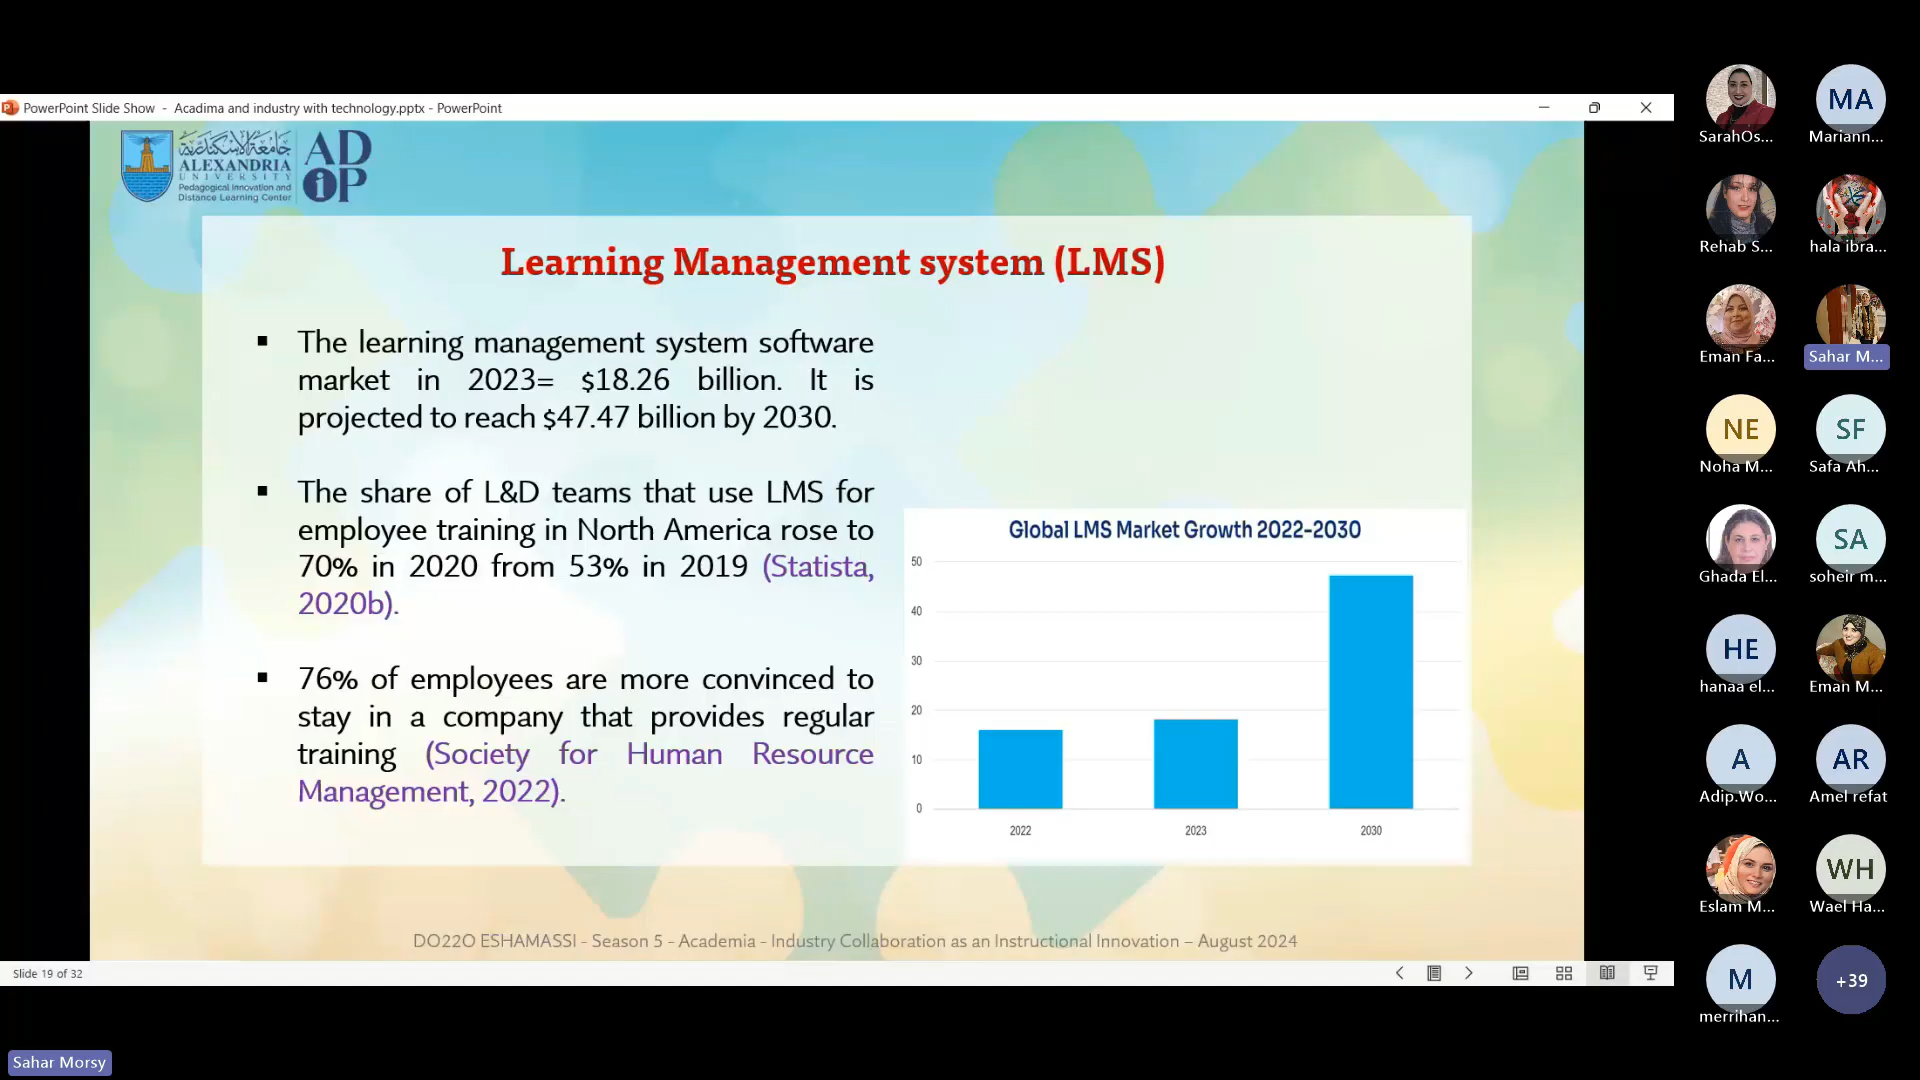 PowerPoint Slide Show - Acadima and industry with technology.pptx - PowerPoint
جامعة الإسكندرية
ALEXANDRIA
UNIVERSITY
Pedagogical Innovation and
Distance Learning Center
AD
iP
Learning Management system (LMS)
▪ The learning management system software
market in 2023= $18.26 billion. It is
projected to reach $47.47 billion by 2030.
▪ The share of L&D teams that use LMS for
employee training in North America rose to
70% in 2020 from 53% in 2019 (Statista,
2020b).
▪ 76% of employees are more convinced to
stay in a company that provides regular
training (Society for Human Resource
Management, 2022).
Global LMS Market Growth 2022-2030
50
40
30
20
10
0
2022 2023 2030
DO22O ESHAMASSI - Season 5 - Academia - Industry Collaboration as an Instructional Innovation – August 2024
Slide 19 of 32
SarahOs...
MA
Mariann...
Rehab S...
hala ibra...
Eman Fa...
Sahar M...
NE
Noha M...
SF
Safa Ah...
Ghada El...
SA
soheir m...
HE
hanaa el...
Eman M...
A
Adip.Wo...
AR
Amel refat
Eslam M...
WH
Wael Ha...
M
merrihan...
+39
Sahar Morsy